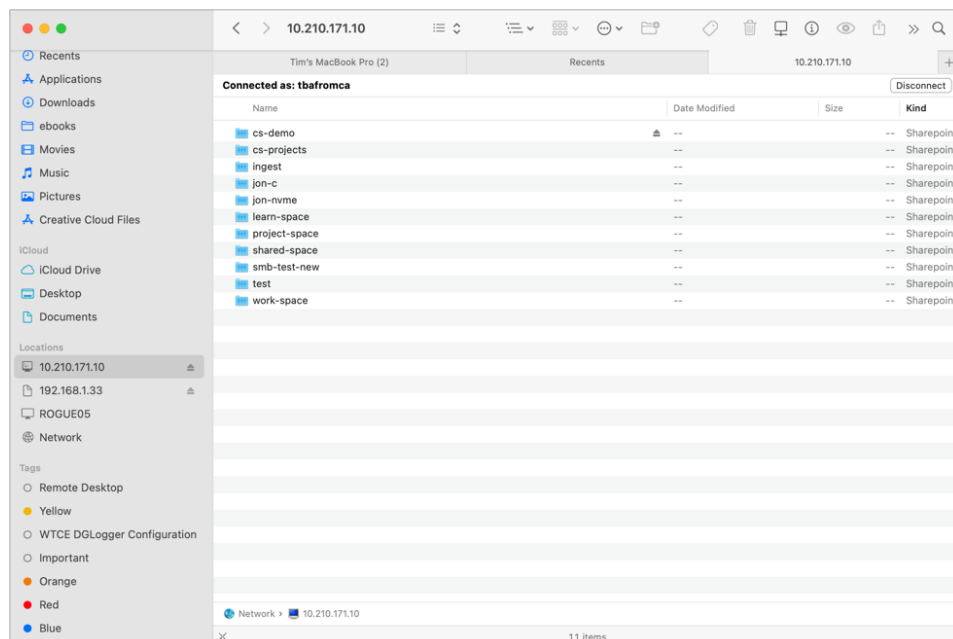 10.210.171.10
Recents
Applications
Downloads
ebooks
Movies
Music
Pictures
Creative Cloud Files
iCloud
iCloud Drive
Desktop
Documents
Locations
10.210.171.10
192.168.1.33
ROGUE05
Network
Tags
Remote Desktop
Yellow
WTCE DGLogger Configuration
Important
Orange
Red
Blue
Tim's MacBook Pro (2) Recents 10.210.171.10
Connected as: tbafromca Disconnect
Name Date Modified Size Kind
cs-demo -- -- Sharepoin
cs-projects -- -- Sharepoin
ingest -- -- Sharepoin
jon-c -- -- Sharepoin
jon-nvme -- -- Sharepoin
learn-space -- -- Sharepoin
project-space -- -- Sharepoin
shared-space -- -- Sharepoin
smb-test-new -- -- Sharepoin
test -- -- Sharepoin
work-space -- -- Sharepoin
Network › 10.210.171.10
11 items